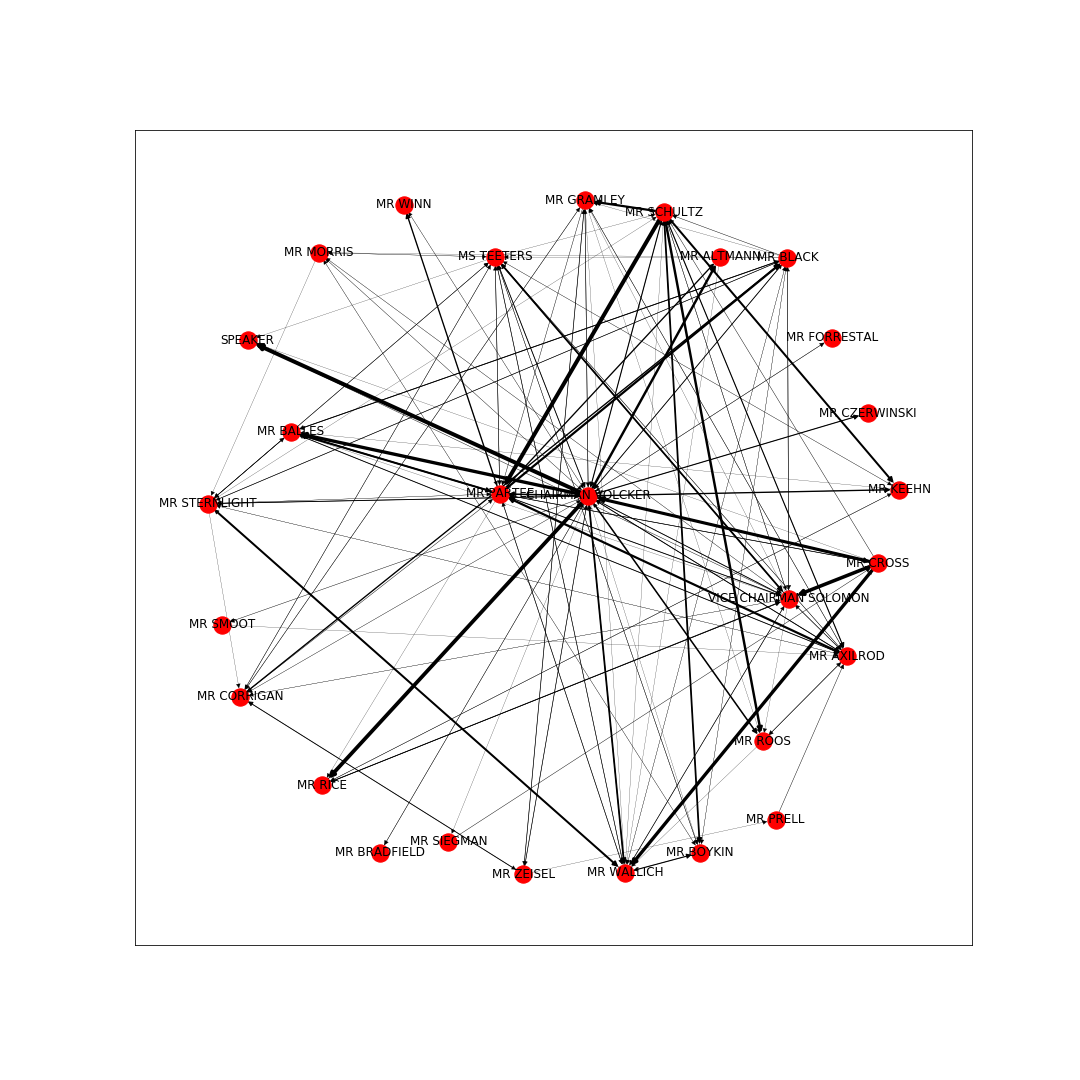 MR GRAMLEY
MR WINN
MR SCHULTZ
MR MORRIS
MS TEETERS
MR ALTMANN
MR BLACK
MR FORRESTAL
SPEAKER
MR CZERWINSKI
MR BALLES
MR KEEHN
MR PARTEE
CHAIRMAN VOLCKER
MR STERNLIGHT
MR CROSS
VICE CHAIRMAN SOLOMON
MR SMOOT
MR AXILROD
MR CORRIGAN
MR ROOS
MR RICE
MR PRELL
MR SIEGMAN
MR BRADFIELD
MR BOYKIN
MR WALLICH
MR ZEISEL